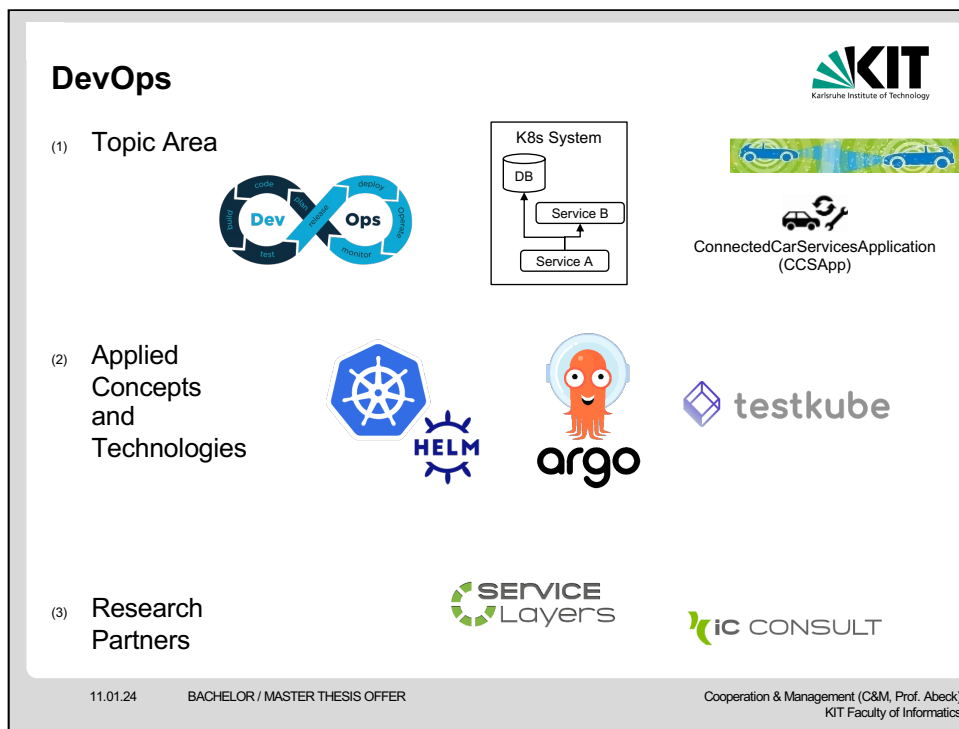 DevOps
KIT
Karlsruhe Institute of Technology
(1) Topic Area
code
plan
build
test
Dev
release
deploy
Operate
monitor
Ops
K8s System
DB
Service B
Service A
ConnectedCarServicesApplication
(CCSApp)
(2) Applied
Concepts
and
Technologies
HELM
argo
testkube
(3) Research
Partners
SERVICE
Layers
iC CONSULT
11.01.24 BACHELOR / MASTER THESIS OFFER Cooperation & Management (C&M, Prof. Abeck)
KIT Faculty of Informatics